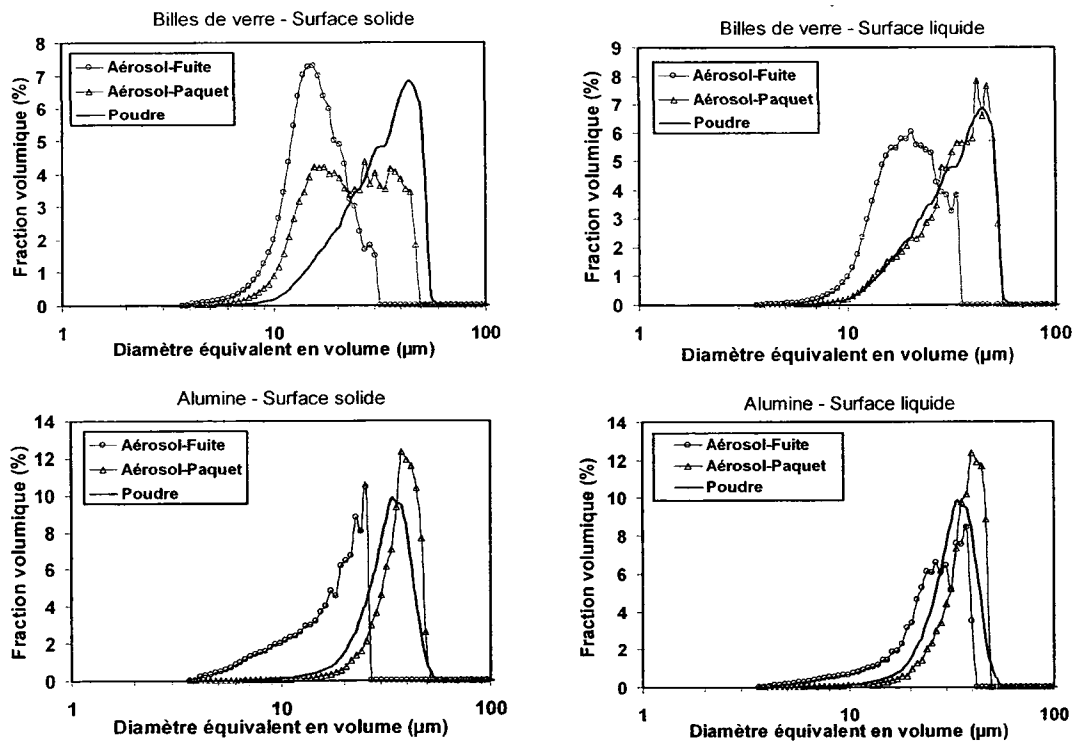 Billes de verre - Surface solide
Fraction volumique (%)
8
7
6
5
4
3
2
1
0
Aérosol-Fuite
Aérosol-Paquet
Poudre
1
10
100
Diamètre équivalent en volume (µm)
Billes de verre - Surface liquide
Fraction volumique (%)
9
8
7
6
5
4
3
2
1
0
Aérosol-Fuite
Aérosol-Paquet
Poudre
1
10
100
Diamètre équivalent en volume (µm)
Alumine - Surface solide
Fraction volumique (%)
14
12
10
8
6
4
2
0
Aérosol-Fuite
Aérosol-Paquet
Poudre
1
10
100
Diamètre équivalent en volume (µm)
Alumine - Surface liquide
Fraction volumique (%)
14
12
10
8
6
4
2
0
Aérosol-Fuite
Aérosol-Paquet
Poudre
1
10
100
Diamètre équivalent en volume (µm)